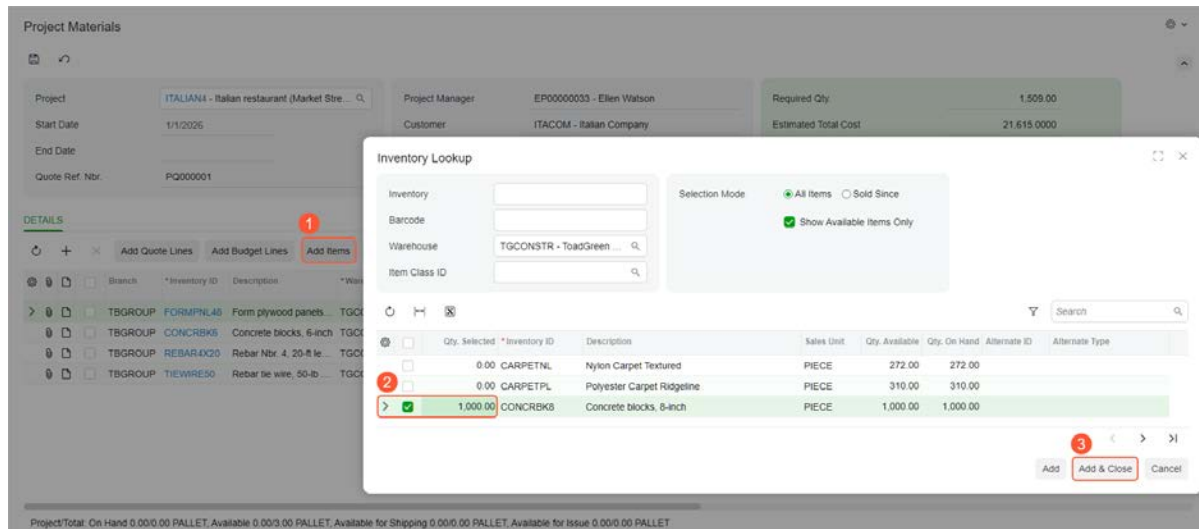 Project Materials
Project ITALIAN4 - Italian restaurant (Market Stre... Project Manager EP00000033 - Ellen Watson Required Qty. 1,509.00
Start Date 1/1/2026 Customer ITACOM - Italian Company Estimated Total Cost 21,615.0000
End Date
Quote Ref. Nbr. PQ000001
Inventory Lookup
Inventory Selection Mode All Items Sold Since
Barcode Show Available Items Only
Warehouse TGCONSTR - ToadGreen ...
Item Class ID
DETAILS
1
Add Quote Lines Add Budget Lines Add Items
Branch *Inventory ID Description
TBGROUP FORMPNL48 Form plywood panels... TGCO
TBGROUP CONCRBK6 Concrete blocks, 6-inch TGCO
TBGROUP REBAR4X20 Rebar Nbr. 4, 20-ft le... TGCO
TBGROUP TIEWIRE50 Rebar tie wire, 50-lb ... TGCO
Search
Qty. Selected *Inventory ID Description Sales Unit Qty. Available Qty. On Hand Alternate ID Alternate Type
0.00 CARPETNL Nylon Carpet Textured PIECE 272.00 272.00
0.00 CARPETPL Polyester Carpet Ridgeline PIECE 310.00 310.00
2
1,000.00 CONCRBK8 Concrete blocks, 8-inch PIECE 1,000.00 1,000.00
3
Add Add & Close Cancel
Project/Total: On Hand 0.00/0.00 PALLET, Available 0.00/3.00 PALLET, Available for Shipping 0.00/0.00 PALLET, Available for Issue 0.00/0.00 PALLET